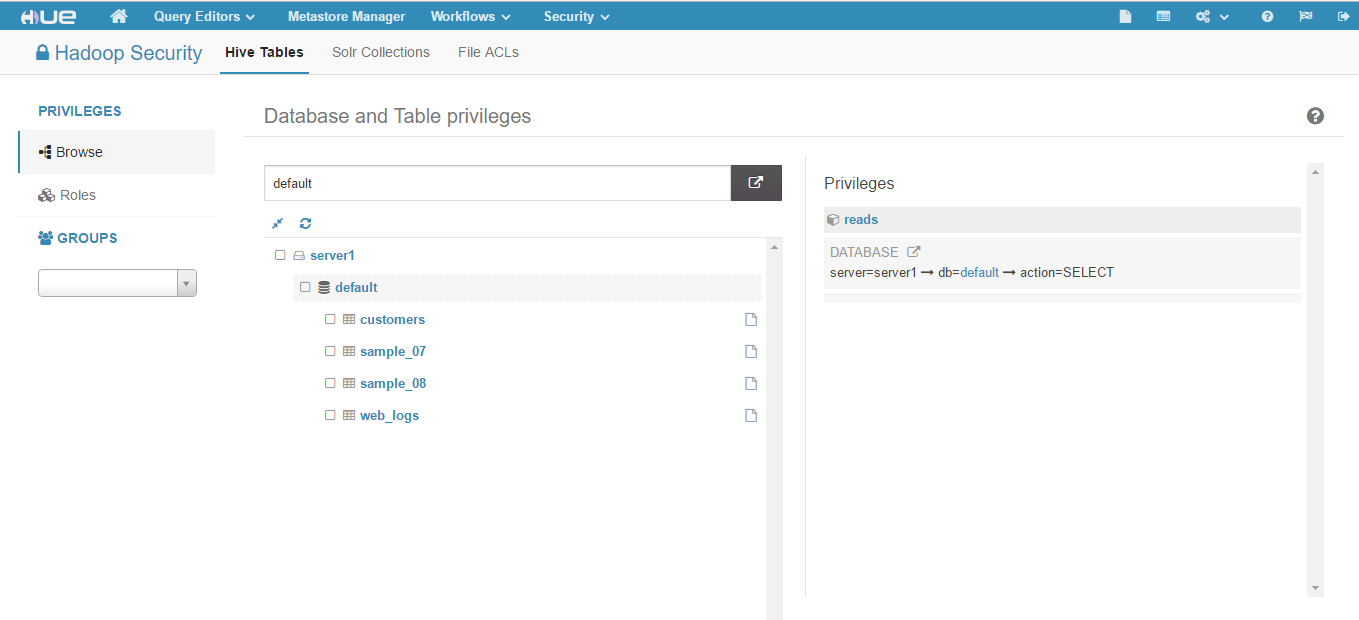 HUE Query Editors Metastore Manager Workflows Security
Hadoop Security Hive Tables Solr Collections File ACLs
PRIVILEGES
Browse
Roles
GROUPS
Database and Table privileges
default
server1
default
customers
sample_07
sample_08
web_logs
Privileges
reads
DATABASE
server=server1 → db=default → action=SELECT